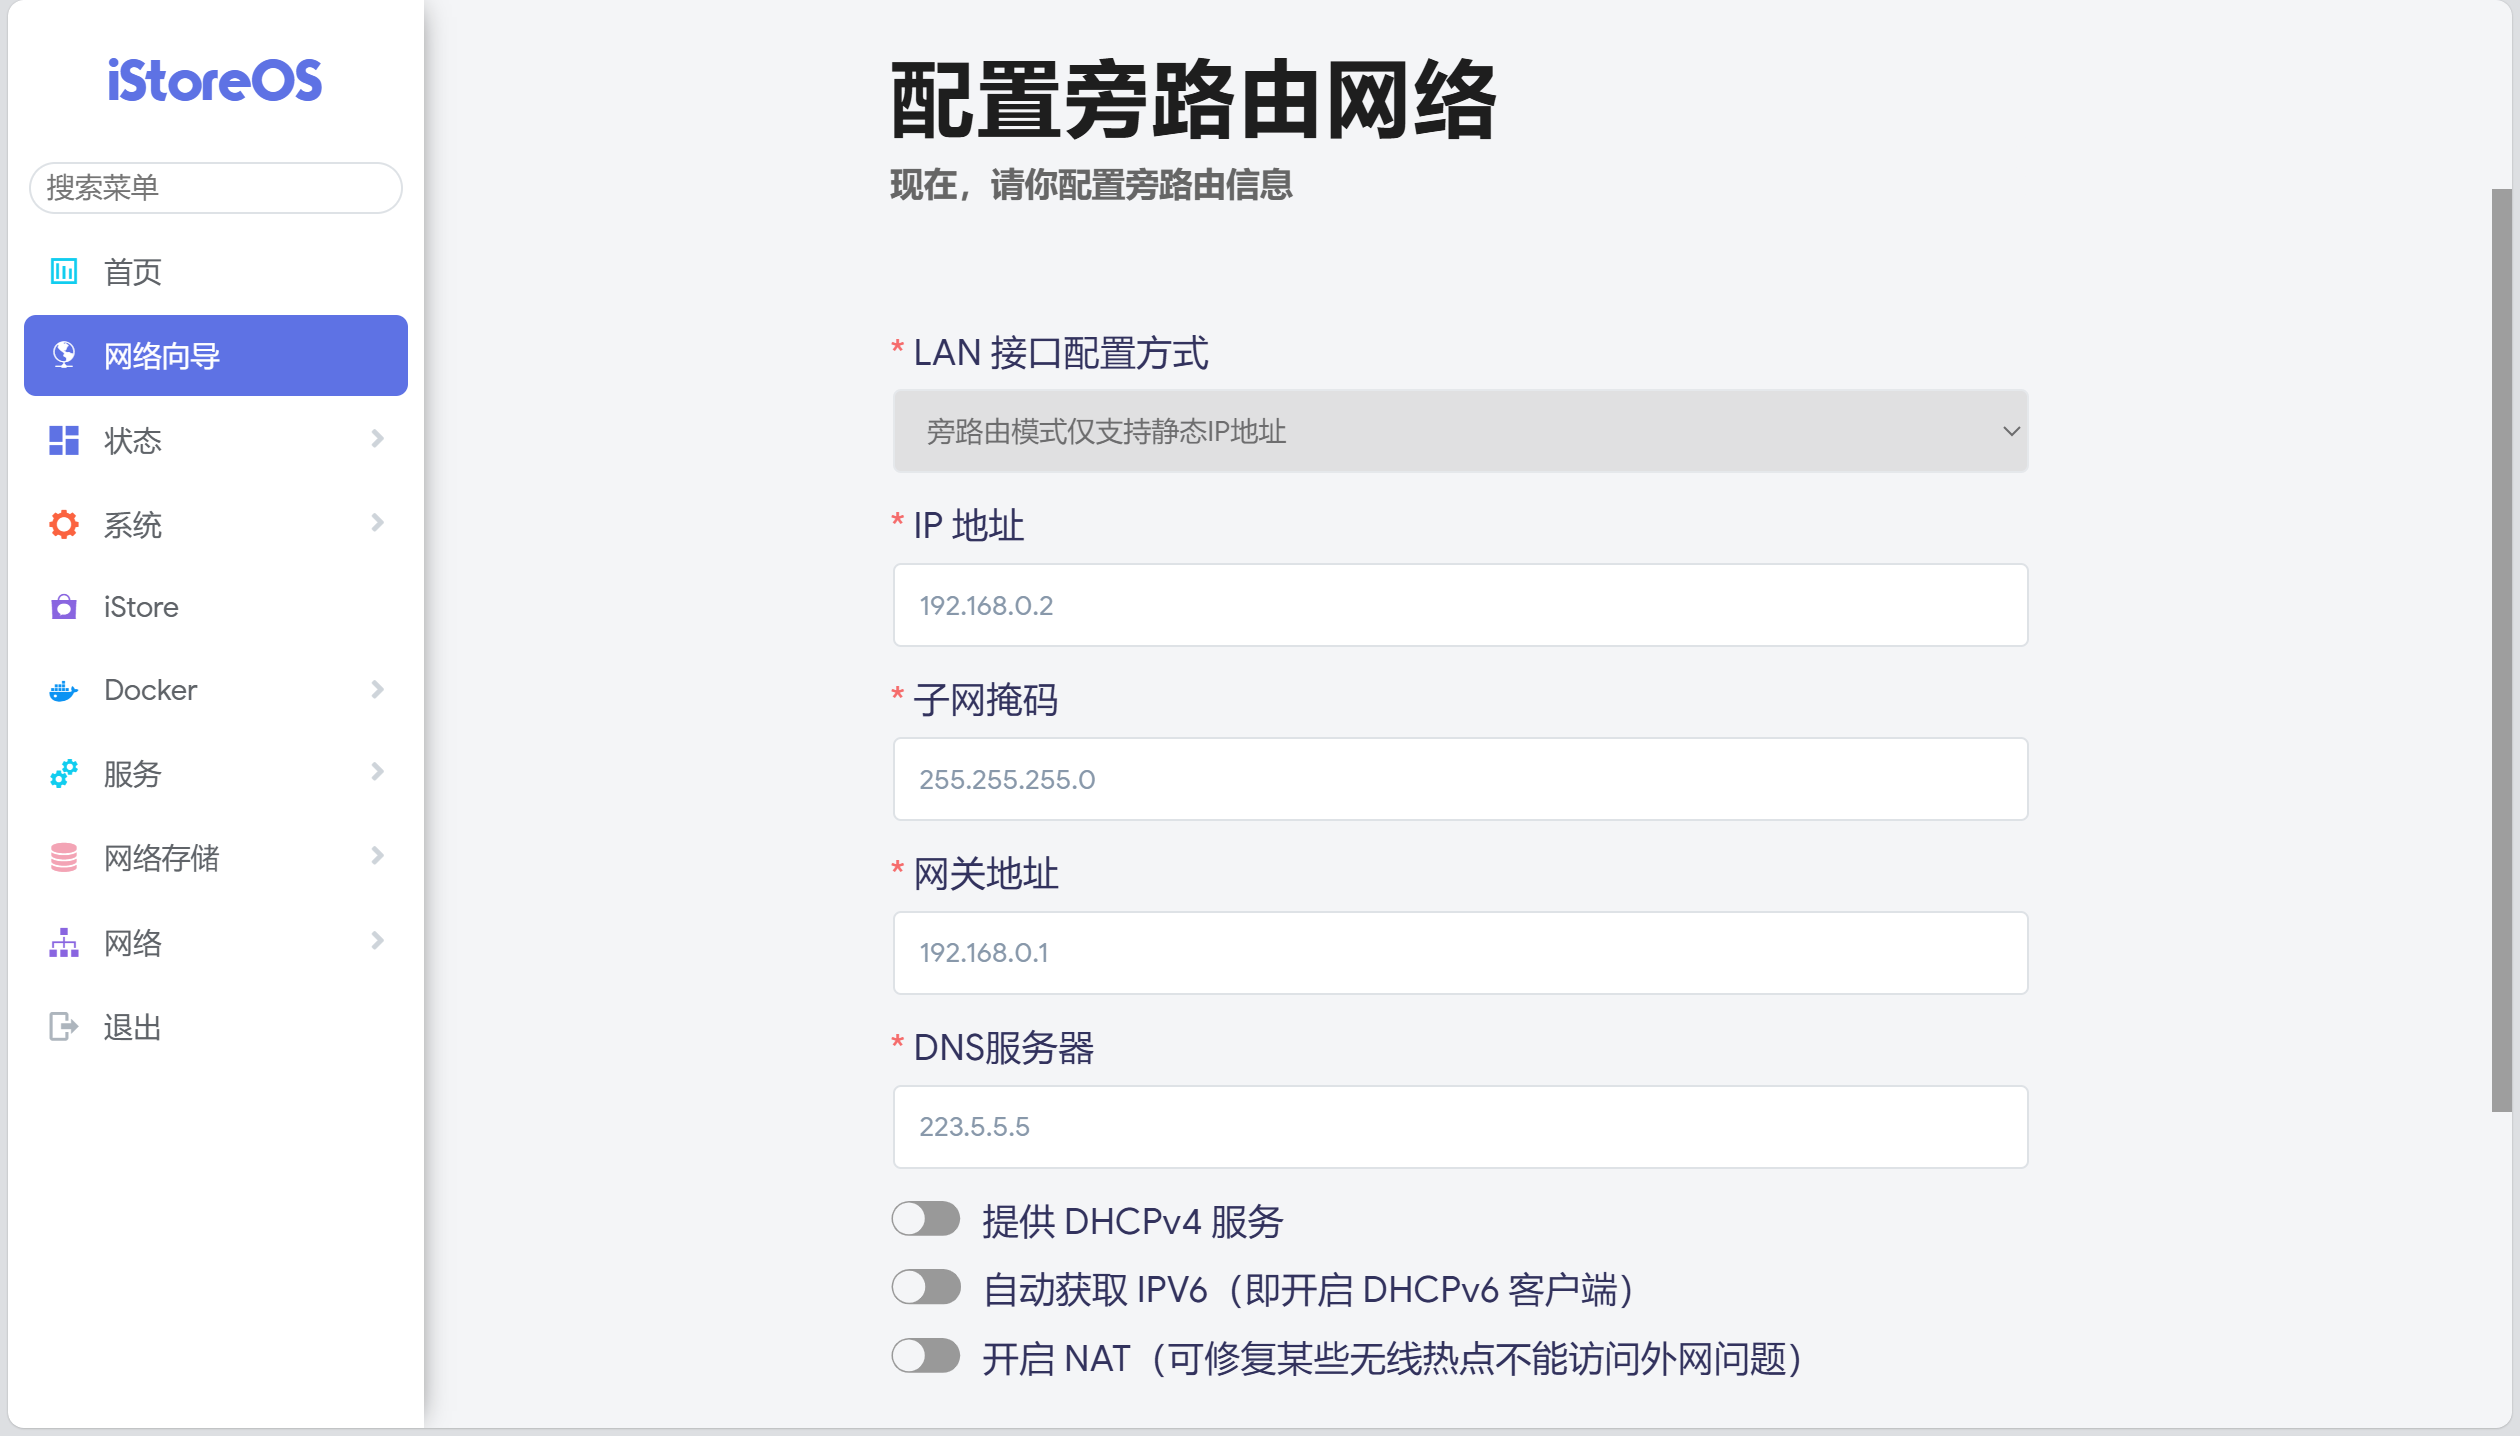 iStoreOS
搜索菜单
首页
网络向导
状态
系统
iStore
Docker
服务
网络存储
网络
退出
配置旁路由网络
现在，请你配置旁路由信息
* LAN 接口配置方式
旁路由模式仅支持静态IP地址
* IP 地址
192.168.0.2
* 子网掩码
255.255.255.0
* 网关地址
192.168.0.1
* DNS服务器
223.5.5.5
提供 DHCPv4 服务
自动获取 IPV6（即开启 DHCPv6 客户端）
开启 NAT（可修复某些无线热点不能访问外网问题）